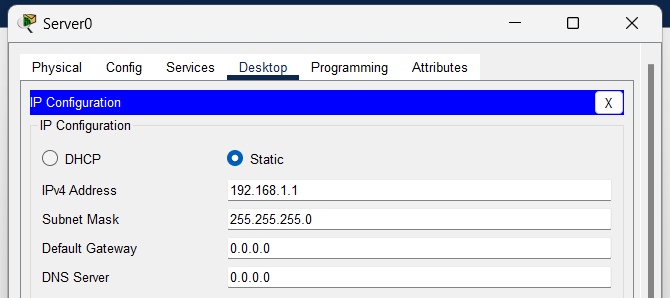 Server0
Physical Config Services Desktop Programming Attributes
IP Configuration X
IP Configuration
DHCP Static
IPv4 Address 192.168.1.1
Subnet Mask 255.255.255.0
Default Gateway 0.0.0.0
DNS Server 0.0.0.0